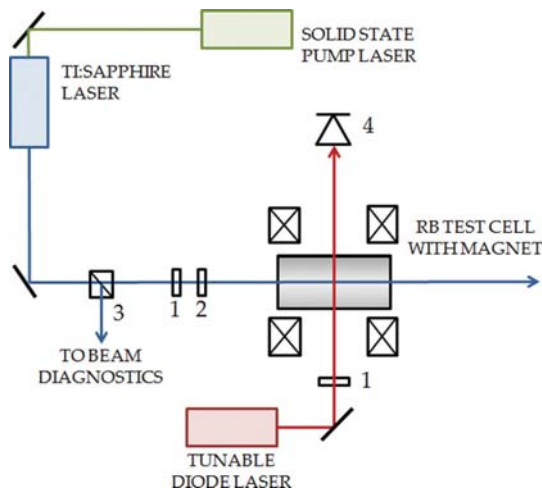 SOLID STATE
PUMP LASER
TI:SAPPHIRE
LASER
4
RB TEST CELL
WITH MAGNET
3
1
2
TO BEAM
DIAGNOSTICS
1
TUNABLE
DIODE LASER